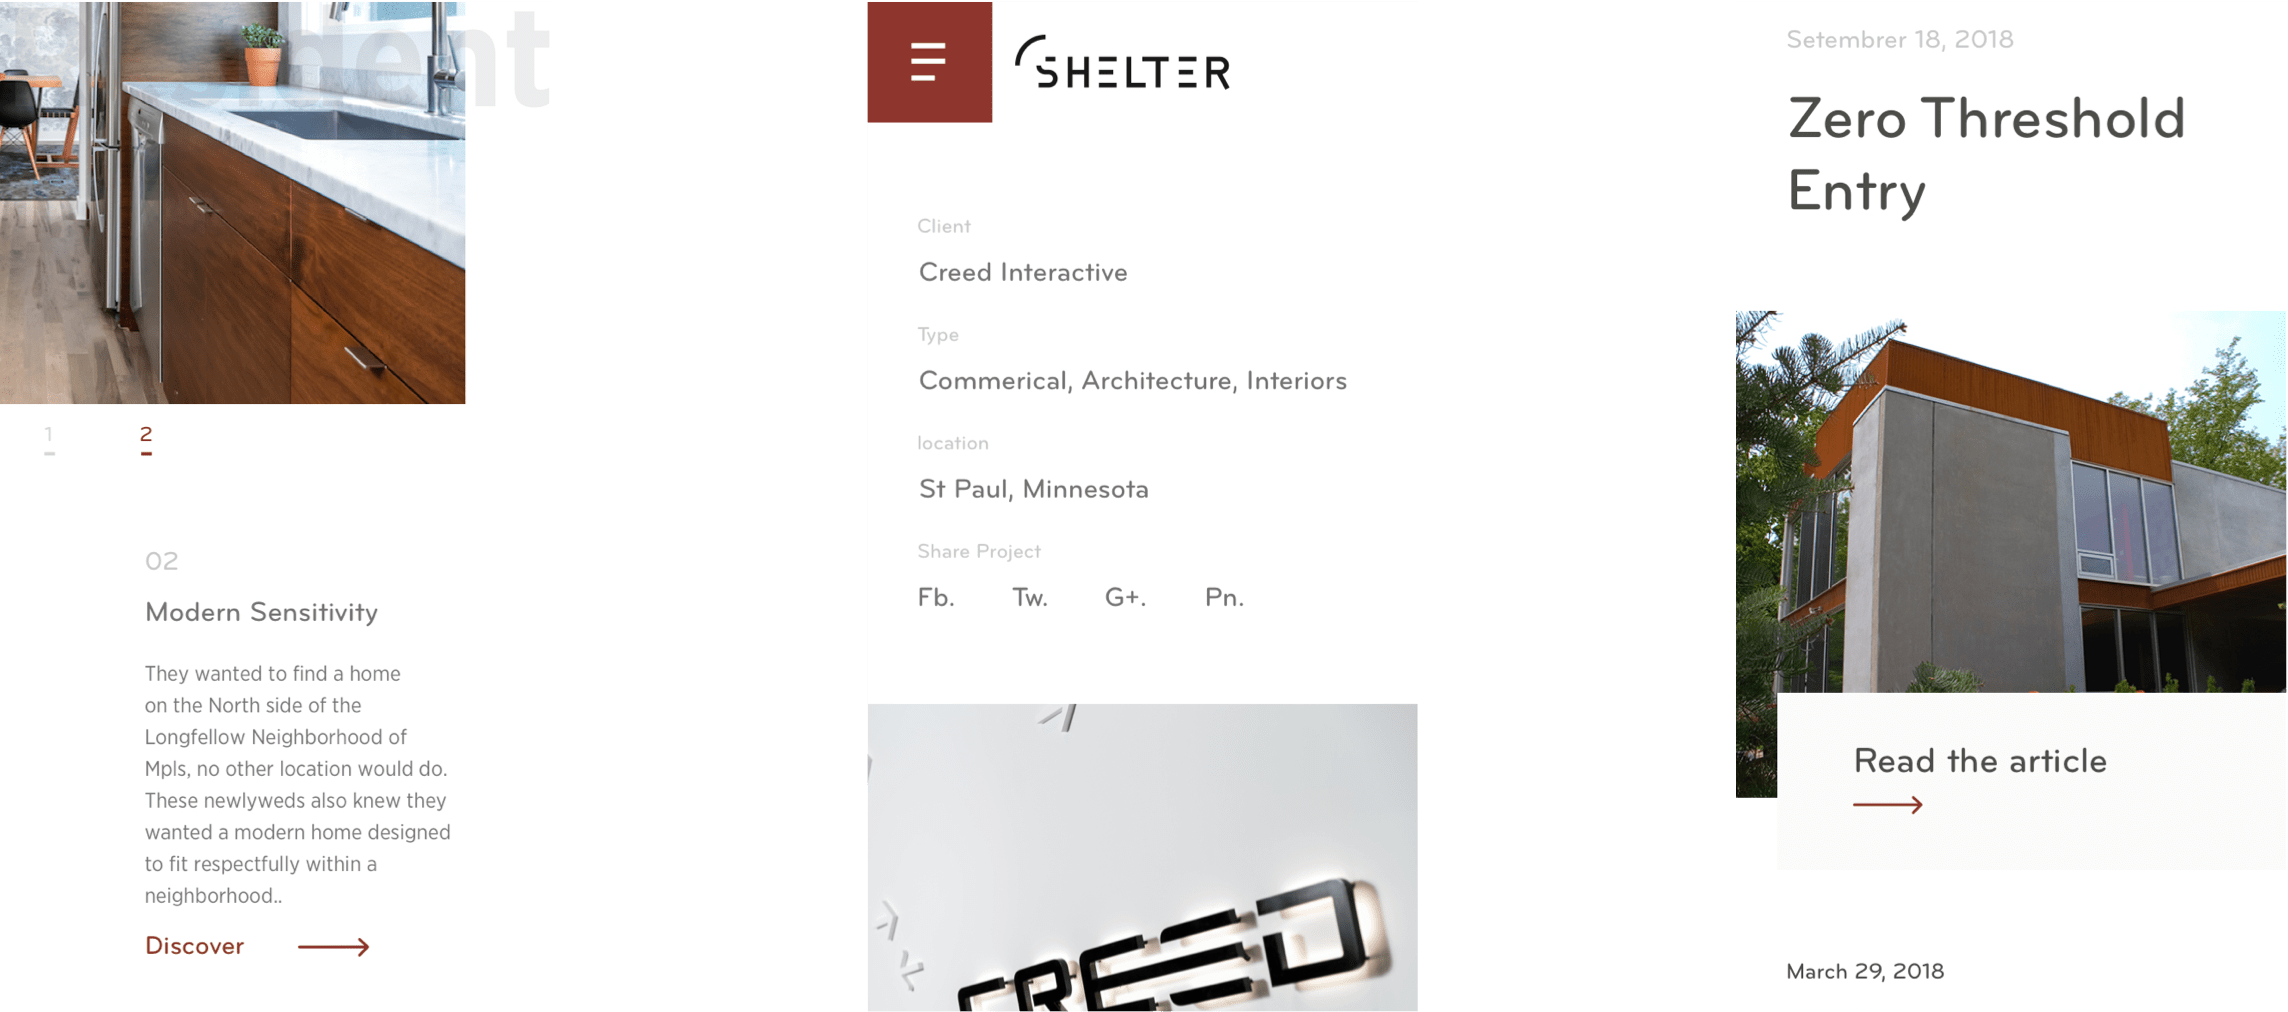 ident
1
2
02
Modern Sensitivity
They wanted to find a home
on the North side of the
Longfellow Neighborhood of
Mpls, no other location would do.
These newlyweds also knew they
wanted a modern home designed
to fit respectfully within a
neighborhood..
Discover
SHELTER
Client
Creed Interactive
Type
Commerical, Architecture, Interiors
location
St Paul, Minnesota
Share Project
Fb.
Tw.
G+.
Pn.
CREED
Setembrer 18, 2018
Zero Threshold
Entry
Read the article
March 29, 2018